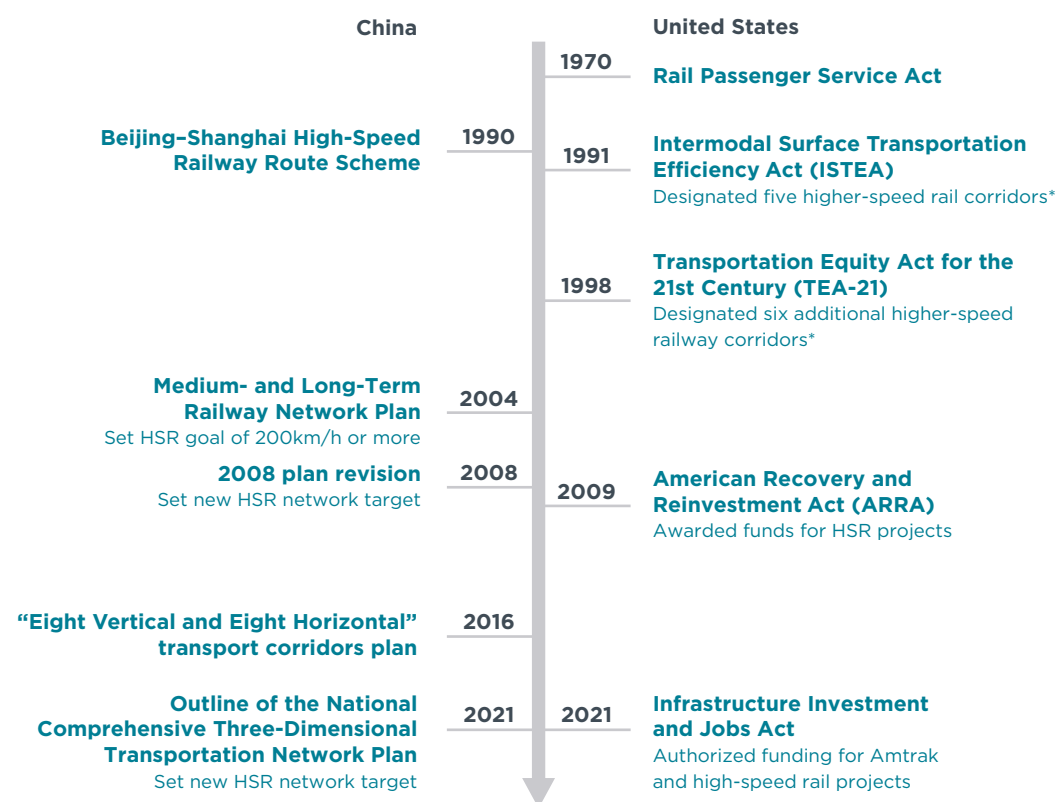 China
United States
1970
Rail Passenger Service Act
Beijing–Shanghai High-Speed
Railway Route Scheme
1990
1991
Intermodal Surface Transportation
Efficiency Act (ISTEA)
Designated five higher-speed rail corridors*
1998
Transportation Equity Act for the
21st Century (TEA-21)
Designated six additional higher-speed
railway corridors*
Medium- and Long-Term
Railway Network Plan
Set HSR goal of 200km/h or more
2004
2008 plan revision
Set new HSR network target
2008
2009
American Recovery and
Reinvestment Act (ARRA)
Awarded funds for HSR projects
“Eight Vertical and Eight Horizontal”
transport corridors plan
2016
Outline of the National
Comprehensive Three-Dimensional
Transportation Network Plan
Set new HSR network target
2021
2021
Infrastructure Investment
and Jobs Act
Authorized funding for Amtrak
and high-speed rail projects